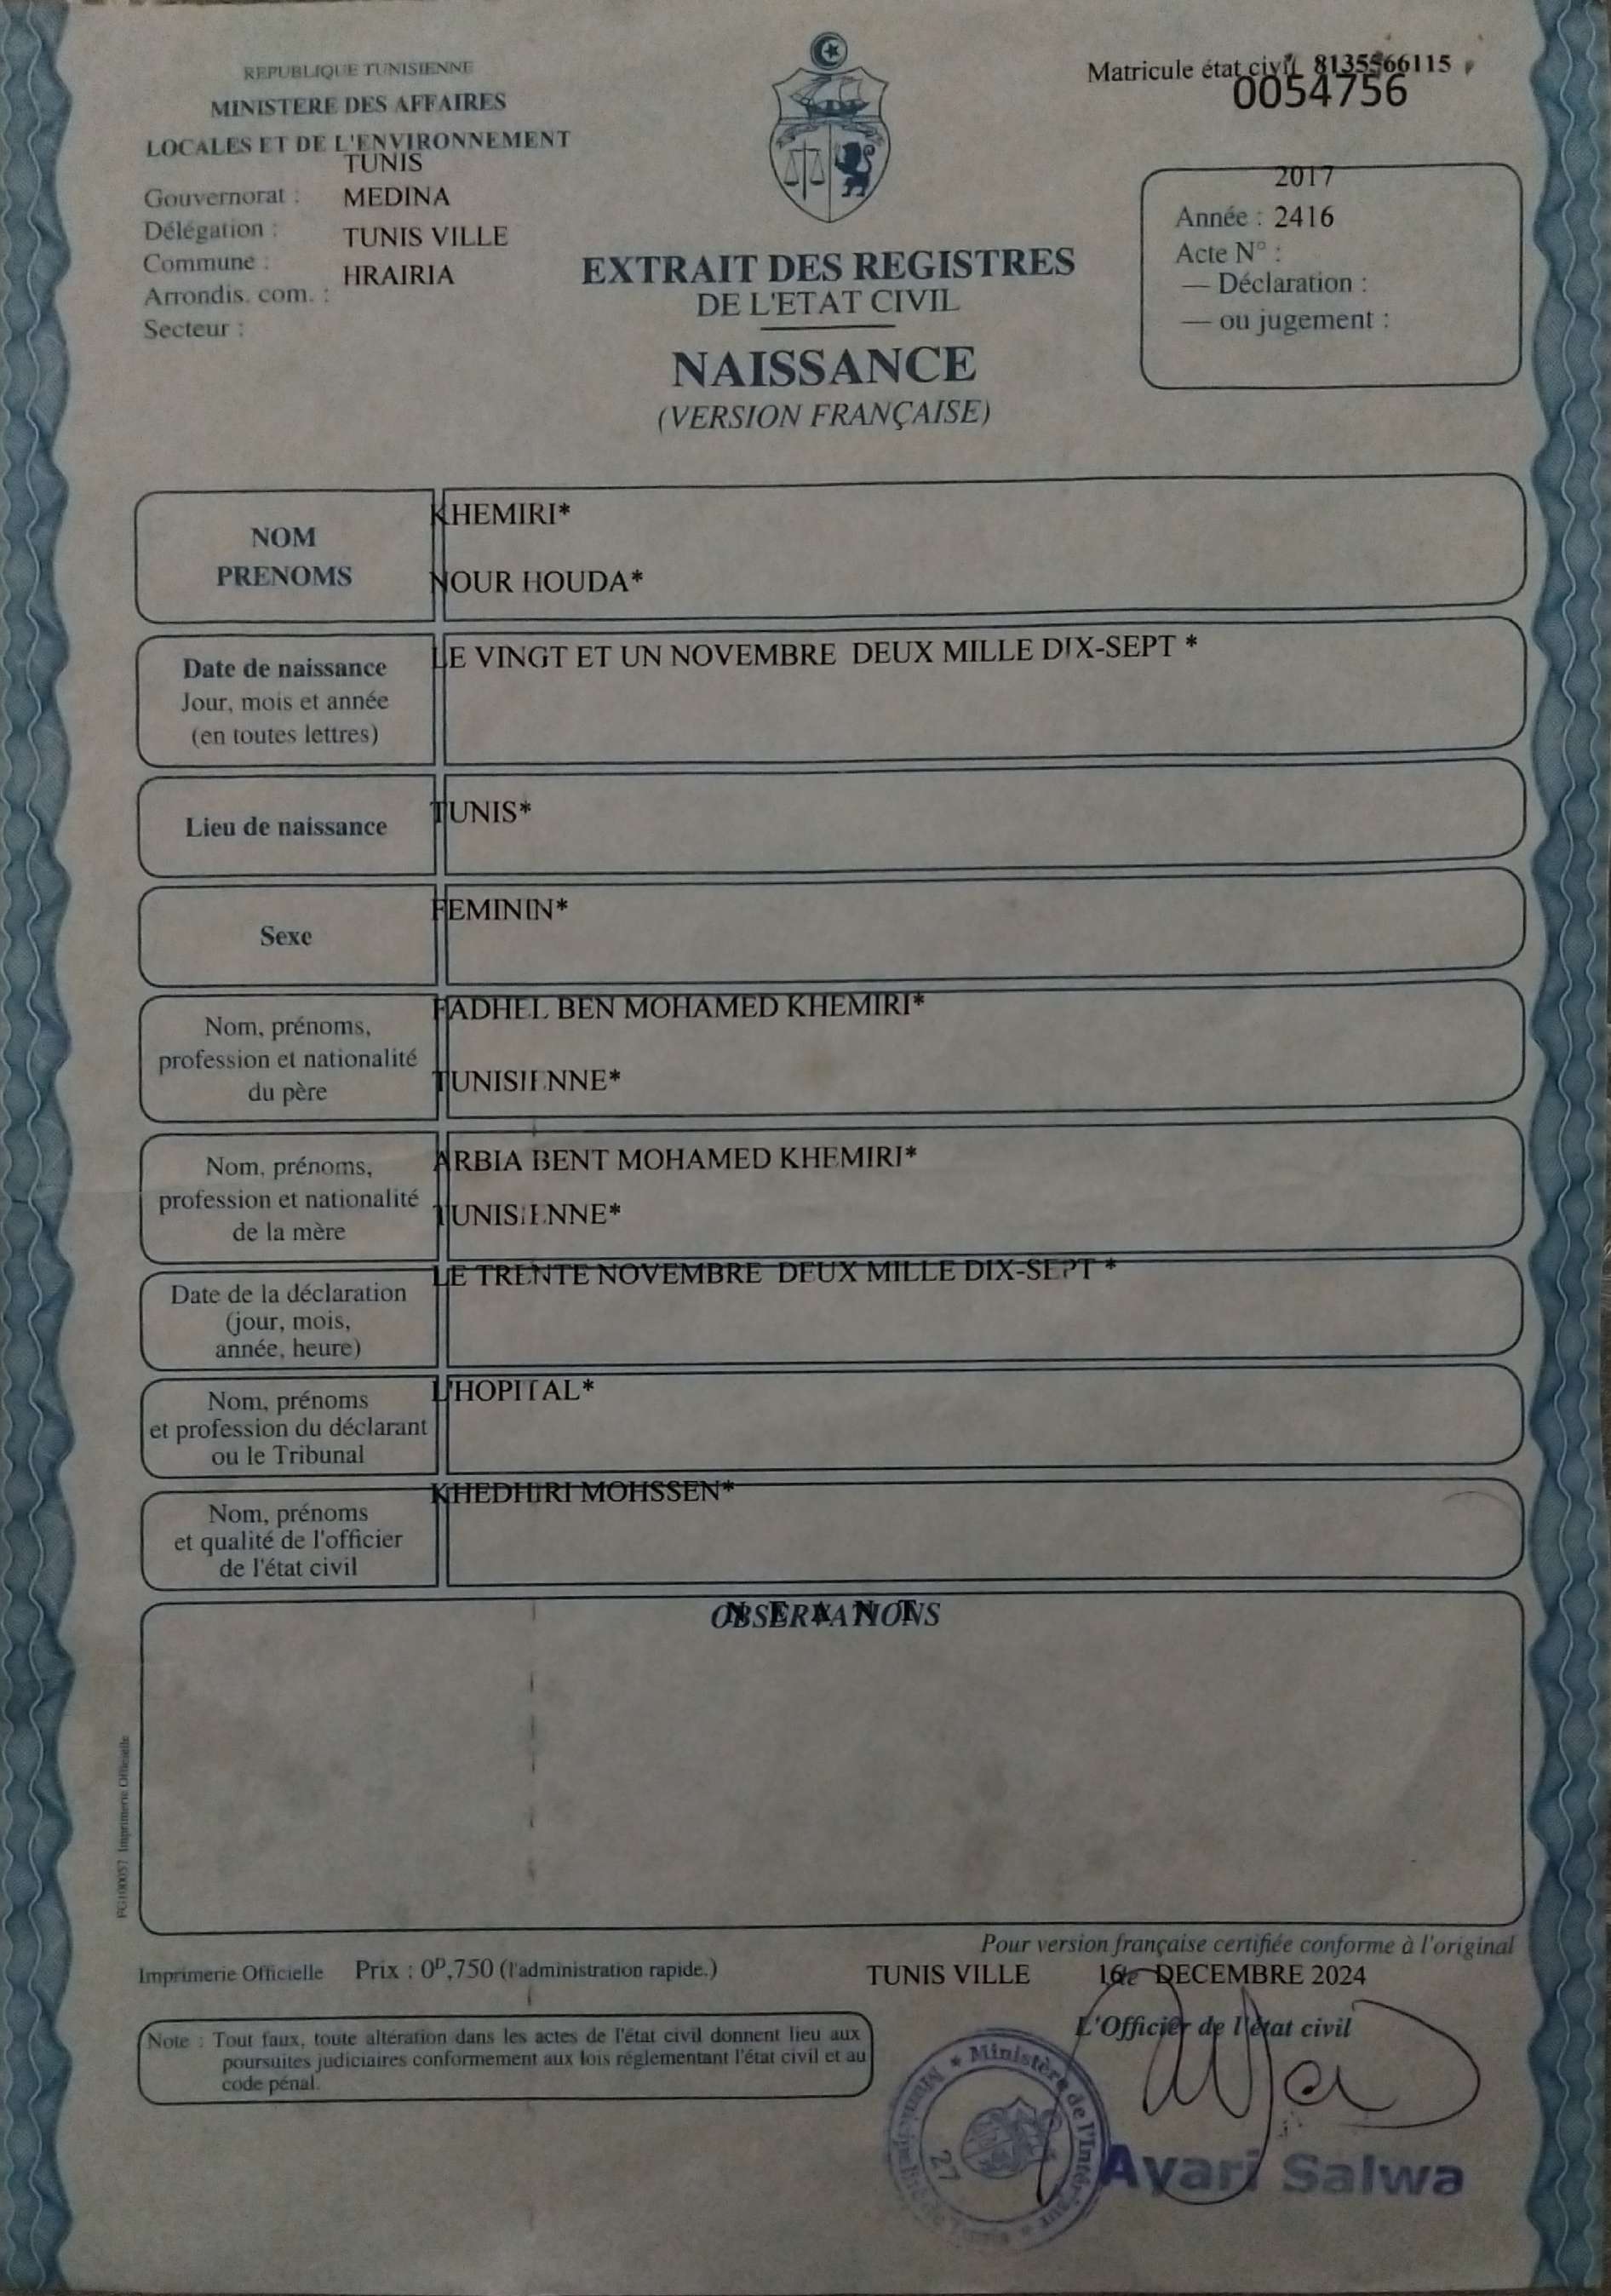 REPUBLIQUE TUNISIENNE
MINISTERE DES AFFAIRES
LOCALES ET DE L'ENVIRONNEMENT
TUNIS
Gouvernorat : MEDINA
Délégation : TUNIS VILLE
Commune : HRAIRIA
Arrondis. com. :
Secteur :
EXTRAIT DES REGISTRES
DE L'ETAT CIVIL
NAISSANCE
(VERSION FRANÇAISE)
Matricule état civil 8135566115
0054756
2017
Année : 2416
Acte N° :
— Déclaration :
— ou jugement :
NOM
PRENOMS
KHEMIRI*
NOUR HOUDA*
Date de naissance
Jour, mois et année
(en toutes lettres)
LE VINGT ET UN NOVEMBRE DEUX MILLE DIX-SEPT *
Lieu de naissance
TUNIS*
Sexe
FEMININ*
Nom, prénoms,
profession et nationalité
du père
FADHEL BEN MOHAMED KHEMIRI*
TUNISIENNE*
Nom, prénoms,
profession et nationalité
de la mère
ARBIA BENT MOHAMED KHEMIRI*
TUNISIENNE*
Date de la déclaration
(jour, mois,
année, heure)
LE TRENTE NOVEMBRE DEUX MILLE DIX-SEPT *
Nom, prénoms
et profession du déclarant
ou le Tribunal
L'HOPITAL*
Nom, prénoms
et qualité de l'officier
de l'état civil
KHEDHIRI MOHSSEN*
OBSERVATIONS
N E A N T
Imprimerie Officielle
Pour version française certifiée conforme à l'original
Imprimerie Officielle Prix : 0ᴰ,750 (l'administration rapide.)
TUNIS VILLE 16 le DECEMBRE 2024
L'Officier de l'état civil
Note : Tout faux, toute altération dans les actes de l'état civil donnent lieu aux
poursuites judiciaires conformement aux lois réglementant l'état civil et au
code pénal.
Ministère de l'Intérieur
27
Ayari Salwa